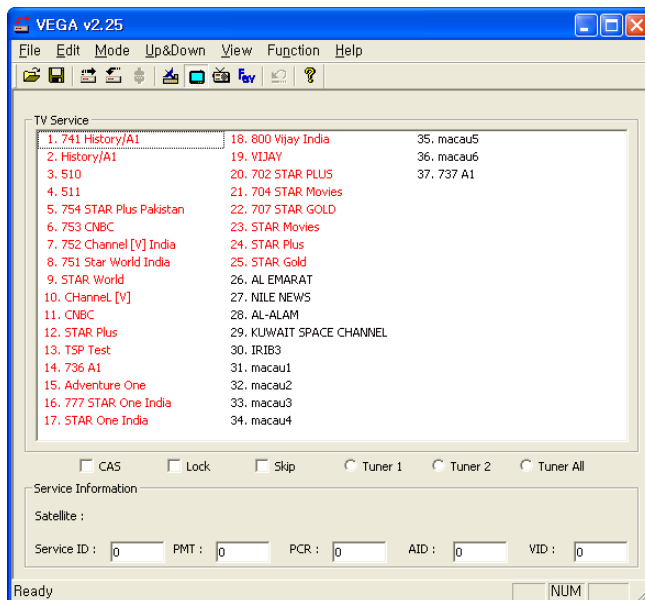 VEGA v2.25
File Edit Mode Up&Down View Function Help
TV Service
1. 741 History/A1
2. History/A1
3. 510
4. 511
5. 754 STAR Plus Pakistan
6. 753 CNBC
7. 752 Channel [V] India
8. 751 Star World India
9. STAR World
10. CHanneL [V]
11. CNBC
12. STAR Plus
13. TSP Test
14. 736 A1
15. Adventure One
16. 777 STAR One India
17. STAR One India
18. 800 Vijay India
19. VIJAY
20. 702 STAR PLUS
21. 704 STAR Movies
22. 707 STAR GOLD
23. STAR Movies
24. STAR Plus
25. STAR Gold
26. AL EMARAT
27. NILE NEWS
28. AL-ALAM
29. KUWAIT SPACE CHANNEL
30. IRIB3
31. macau1
32. macau2
33. macau3
34. macau4
35. macau5
36. macau6
37. 737 A1
CAS Lock Skip Tuner 1 Tuner 2 Tuner All
Service Information
Satellite :
Service ID : 0 PMT : 0 PCR : 0 AID : 0 VID : 0
Ready NUM